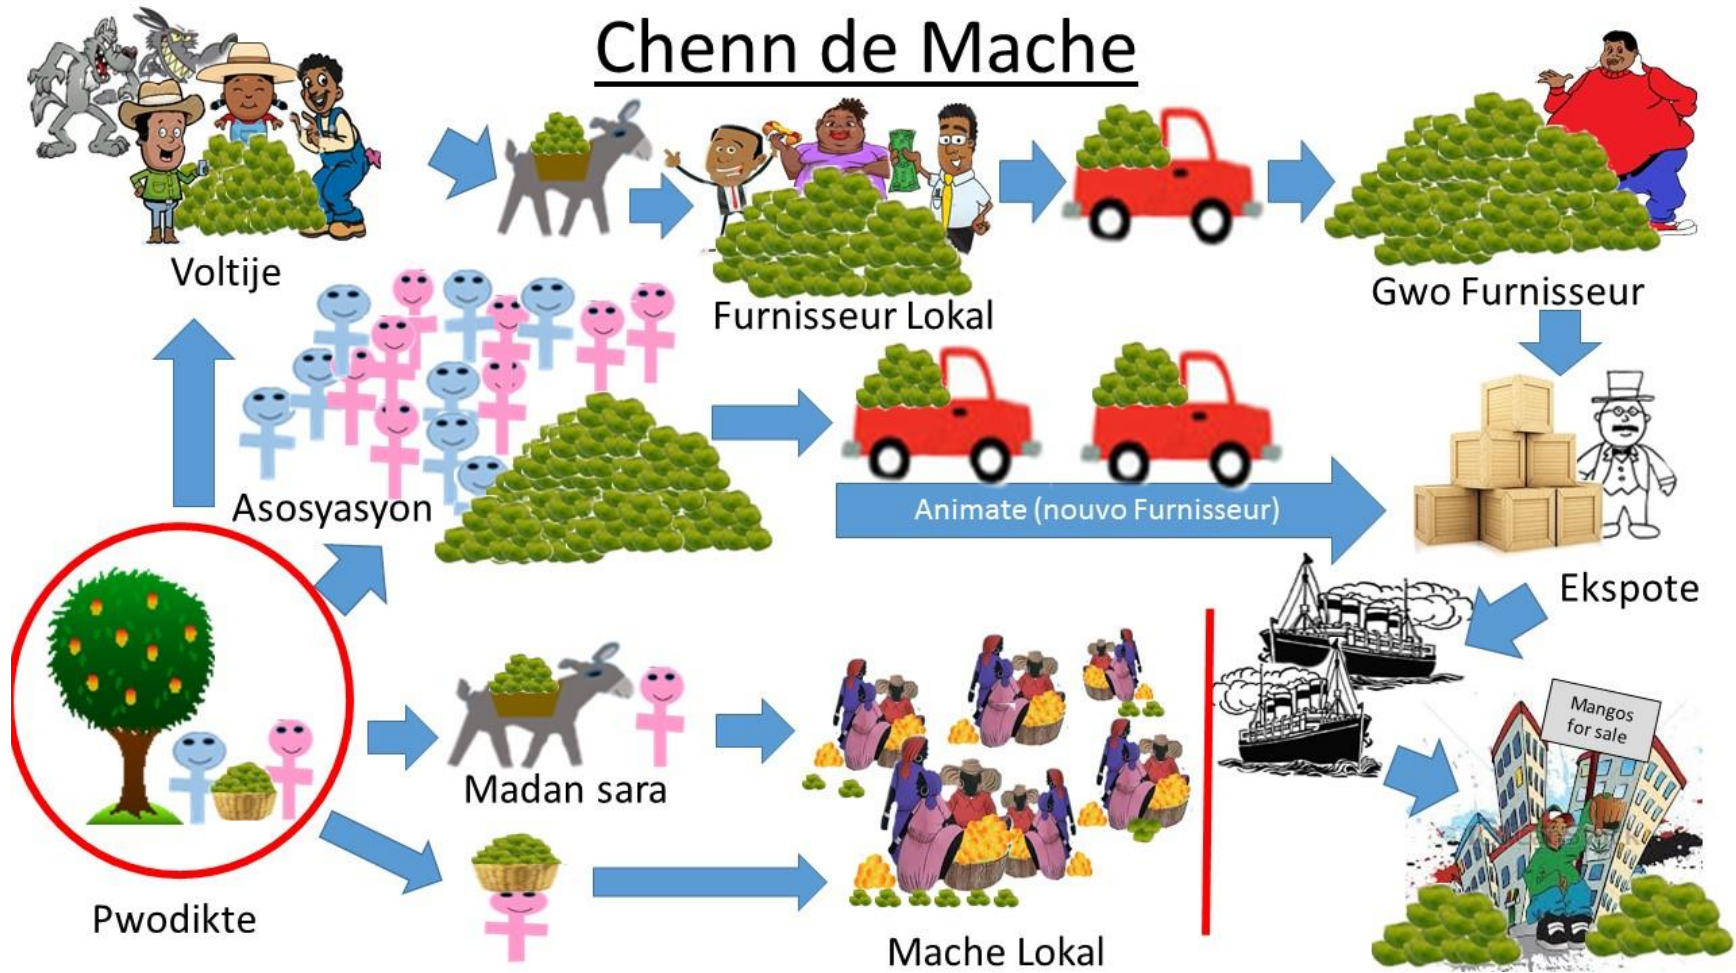 Chenn de Mache
Voltije
Furnisseur Lokal
Gwo Furnisseur
Asosyasyon
Animate (nouvo Furnisseur)
Ekspote
Mangos
for sale
Madan sara
Pwodikte
Mache Lokal